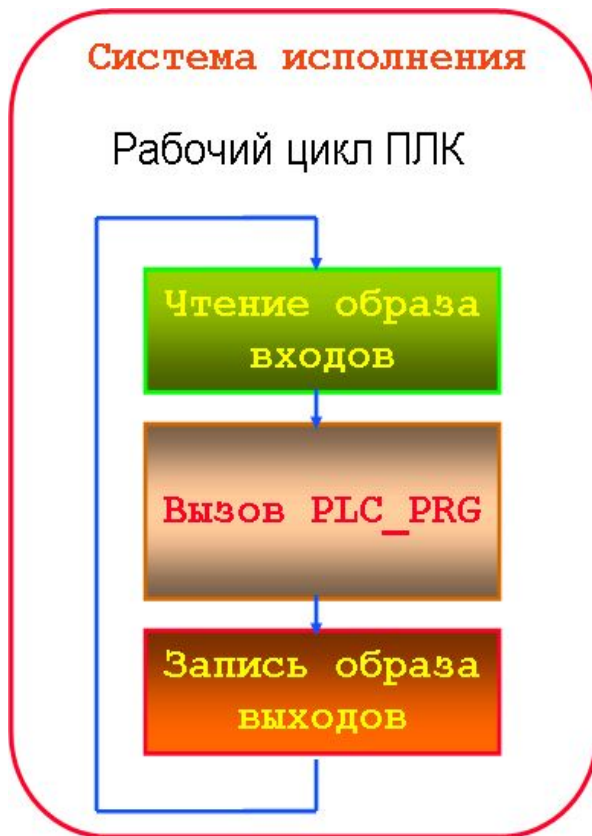 Система исполнения
Рабочий цикл ПЛК
Чтение образа
входов
Вызов PLC_PRG
Запись образа
выходов